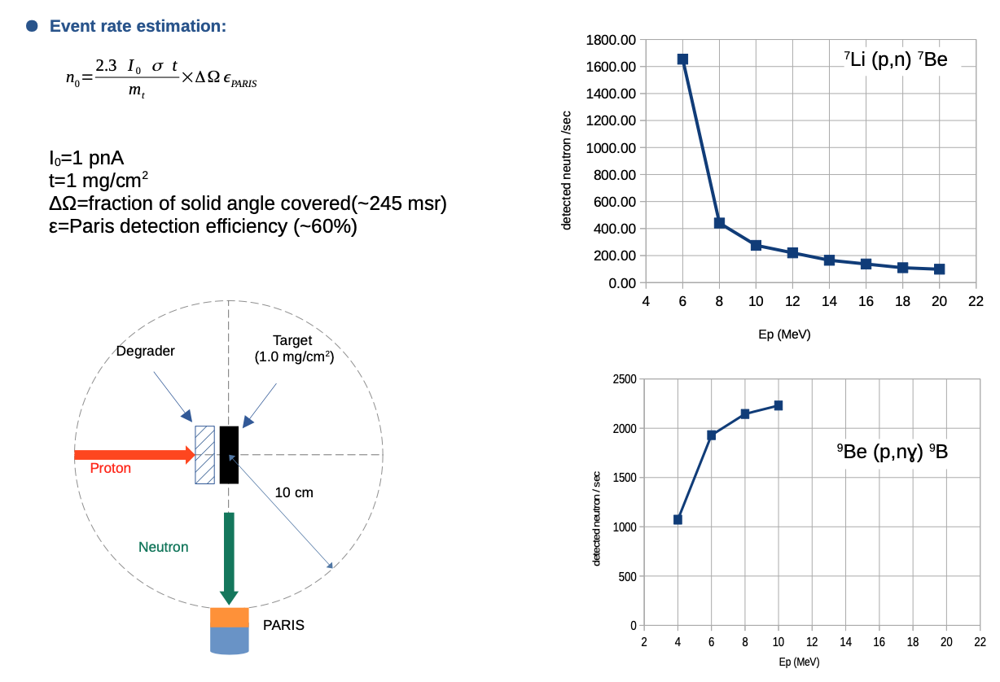 Event rate estimation:
n₀ = 2.3 I₀ σ t / mₜ × ΔΩ ϵ_PARIS
I₀=1 pnA
t=1 mg/cm²
ΔΩ=fraction of solid angle covered(~245 msr)
ε=Paris detection efficiency (~60%)
Degrader
Target
(1.0 mg/cm²)
Proton
10 cm
Neutron
PARIS
⁷Li (p,n) ⁷Be
detected neutron /sec
1800.00
1600.00
1400.00
1200.00
1000.00
800.00
600.00
400.00
200.00
0.00
4 6 8 10 12 14 16 18 20 22
Ep (MeV)
⁹Be (p,nɣ) ⁹B
detected neutron / sec
2500
2000
1500
1000
500
0
2 4 6 8 10 12 14 16 18 20 22
Ep (MeV)